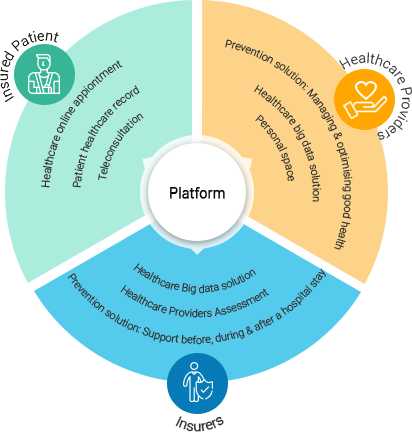 Insured Patient
Healthcare online appiontment
Patient healthcare record
Teleconsultation
Healthcare Providers
Prevention solution: Managing & optimising good health
Healthcare big data solution
Personal space
Platform
Healthcare Big data solution
Healthcare Providers Assessment
Prevention solution: Support before, during & after a hospital stay
Insurers